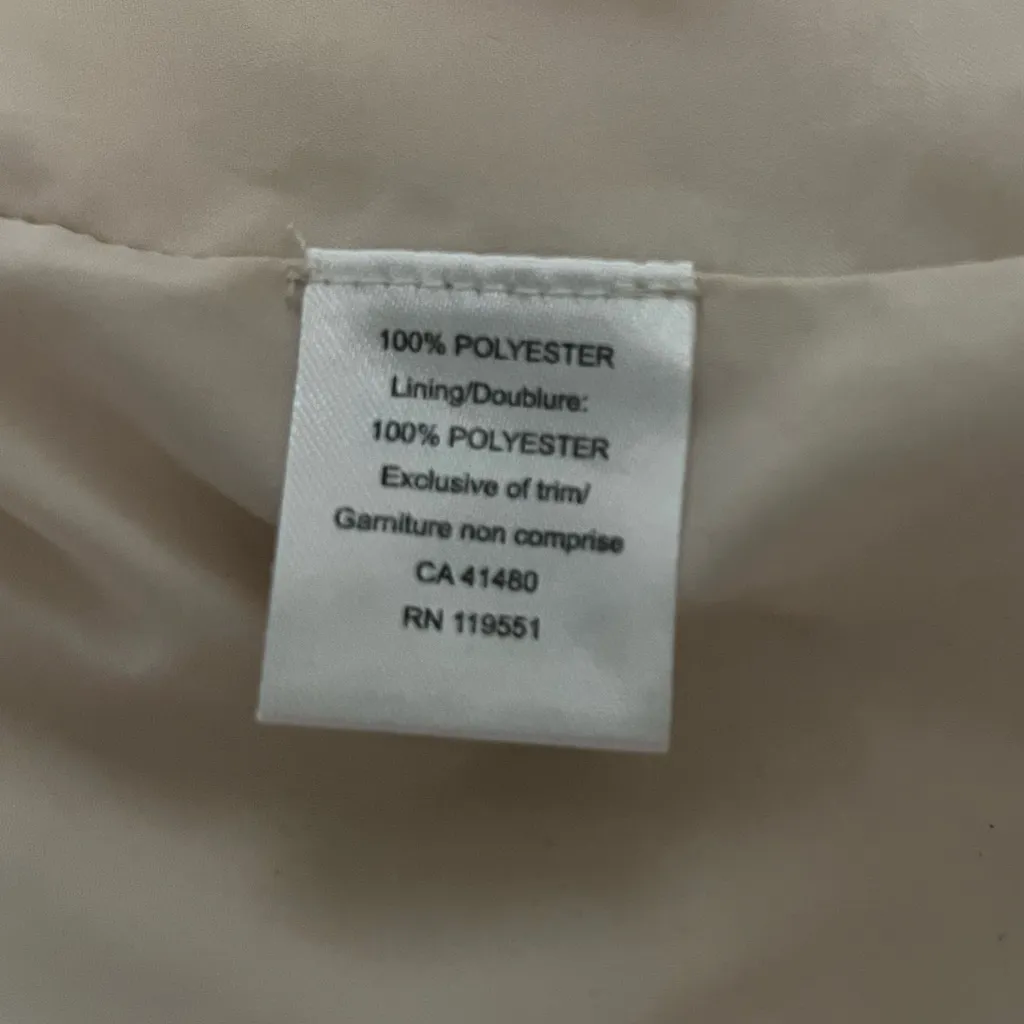 100% POLYESTER
Lining/Doublure:
100% POLYESTER
Exclusive of trim/
Garniture non comprise
CA 41480
RN 119551